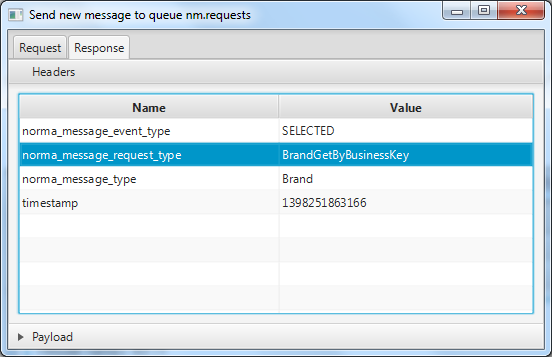 Send new message to queue nm.requests
Request Response
Headers
Name Value
norma_message_event_type SELECTED
norma_message_request_type BrandGetByBusinessKey
norma_message_type Brand
timestamp 1398251863166
Payload